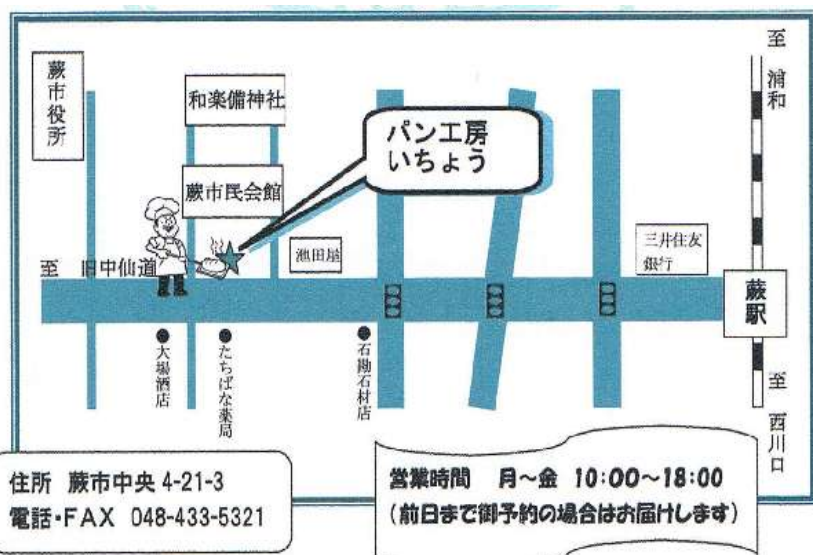 至
浦和
蕨市役所
和楽備神社
パン工房
いちょう
蕨市民会館
池田屋
三井住友
銀行
至 旧中仙道
蕨駅
大場酒店
たちばな薬局
石勘石材店
至
西川口
住所 蕨市中央 4-21-3
電話・FAX 048-433-5321
営業時間 月～金 10:00～18:00
(前日まで御予約の場合はお届けします)